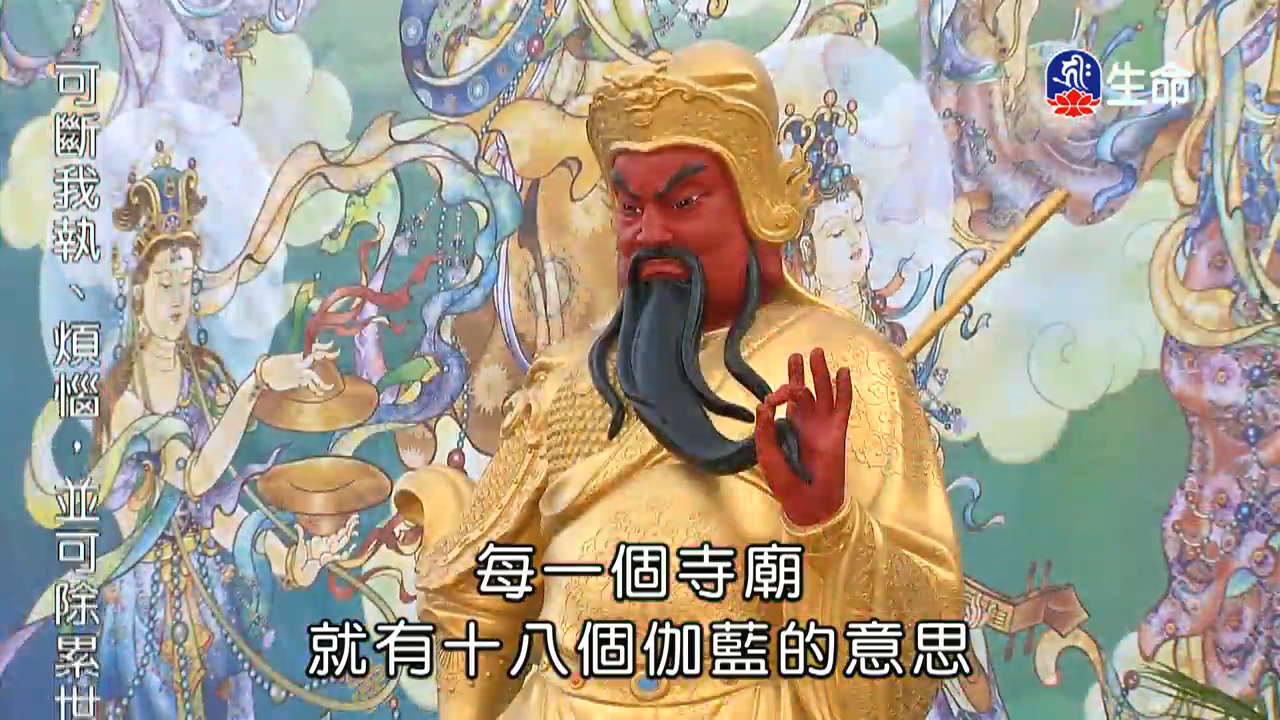 生命
，可斷我執、煩惱，並可除累世
每一個寺廟
就有十八個伽藍的意思